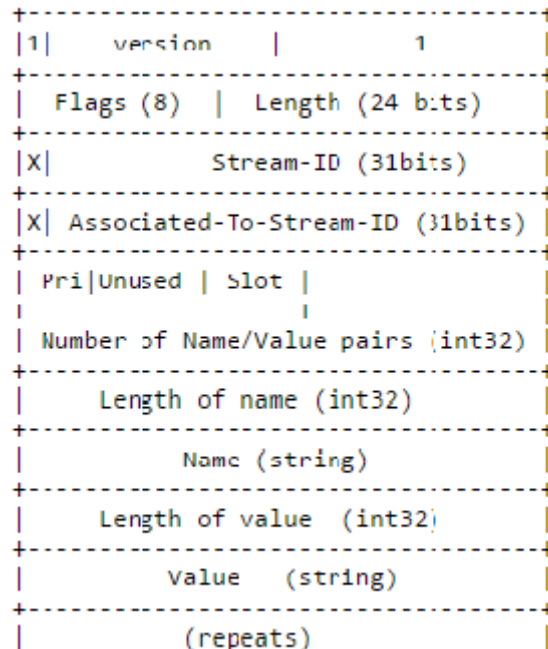 +------------------------------------+
|1|    version    |         1        |
+------------------------------------+
|  Flags (8)  |  Length (24 bits)    |
+------------------------------------+
|X|          Stream-ID (31bits)      |
+------------------------------------+
|X| Associated-To-Stream-ID (31bits) |
+------------------------------------+
| Pri|Unused | Slot |                |
| Number of Name/Value pairs (int32) |
+------------------------------------+
|     Length of name (int32)         |
+------------------------------------+
|           Name (string)            |
+------------------------------------+
|     Length of value  (int32)       |
+------------------------------------+
|          Value   (string)          |
+------------------------------------+
|           (repeats)                |